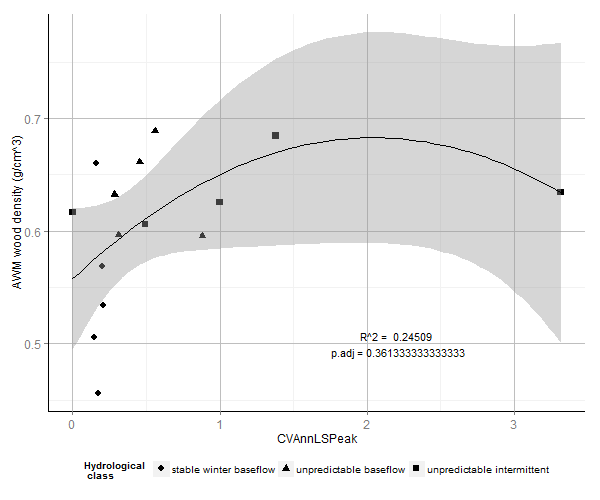 0.7
0.6
0.5
AWM wood density (g/cm^3)
R^2 = 0.24509
p.adj = 0.361333333333333
0 1 2 3
CVAnnLSPeak
Hydrological
class
stable winter baseflow unpredictable baseflow unpredictable intermittent